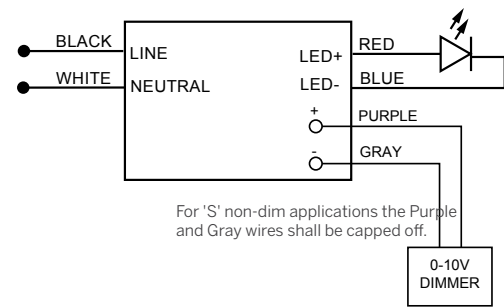 BLACK
LINE
WHITE
NEUTRAL
LED+
RED
LED-
BLUE
+
PURPLE
-
GRAY
For 'S' non-dim applications the Purple
and Gray wires shall be capped off.
0-10V
DIMMER